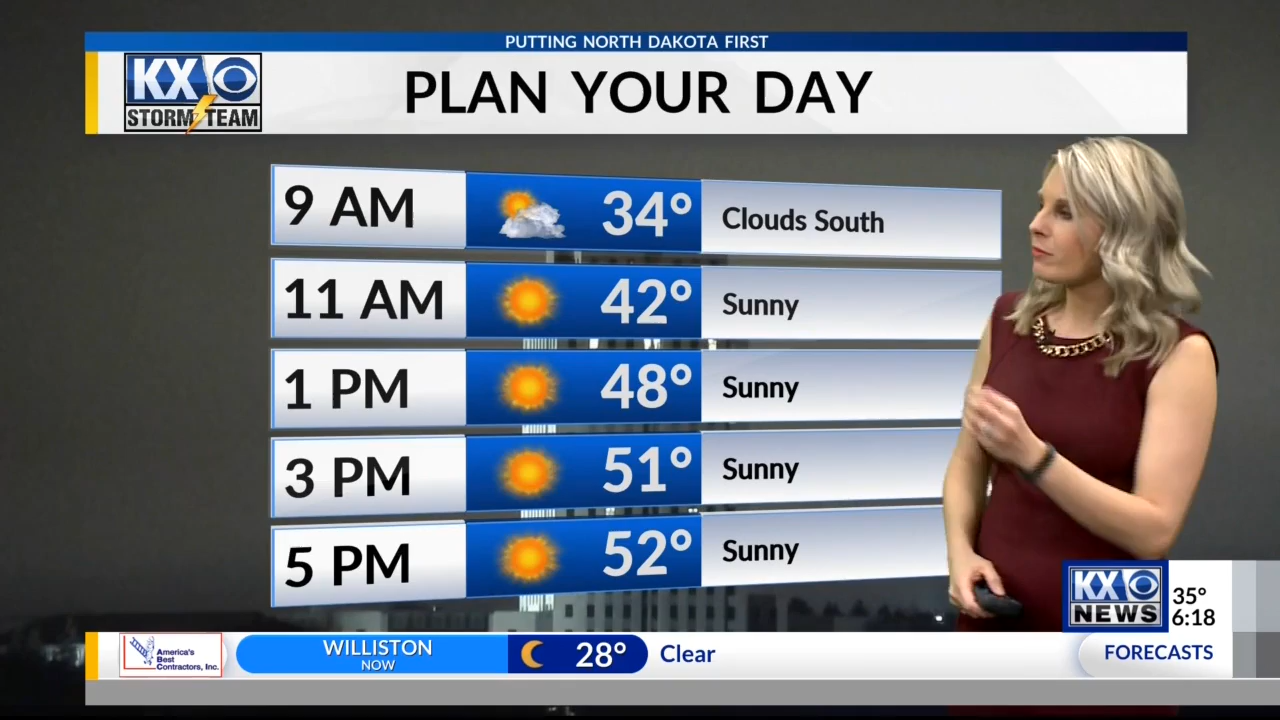 PUTTING NORTH DAKOTA FIRST
KX
STORM TEAM
PLAN YOUR DAY
9 AM 34° Clouds South
11 AM 42° Sunny
1 PM 48° Sunny
3 PM 51° Sunny
5 PM 52° Sunny
KX
NEWS
35°
6:18
America's
Best
Contractors, Inc.
WILLISTON
NOW
28° Clear
FORECASTS